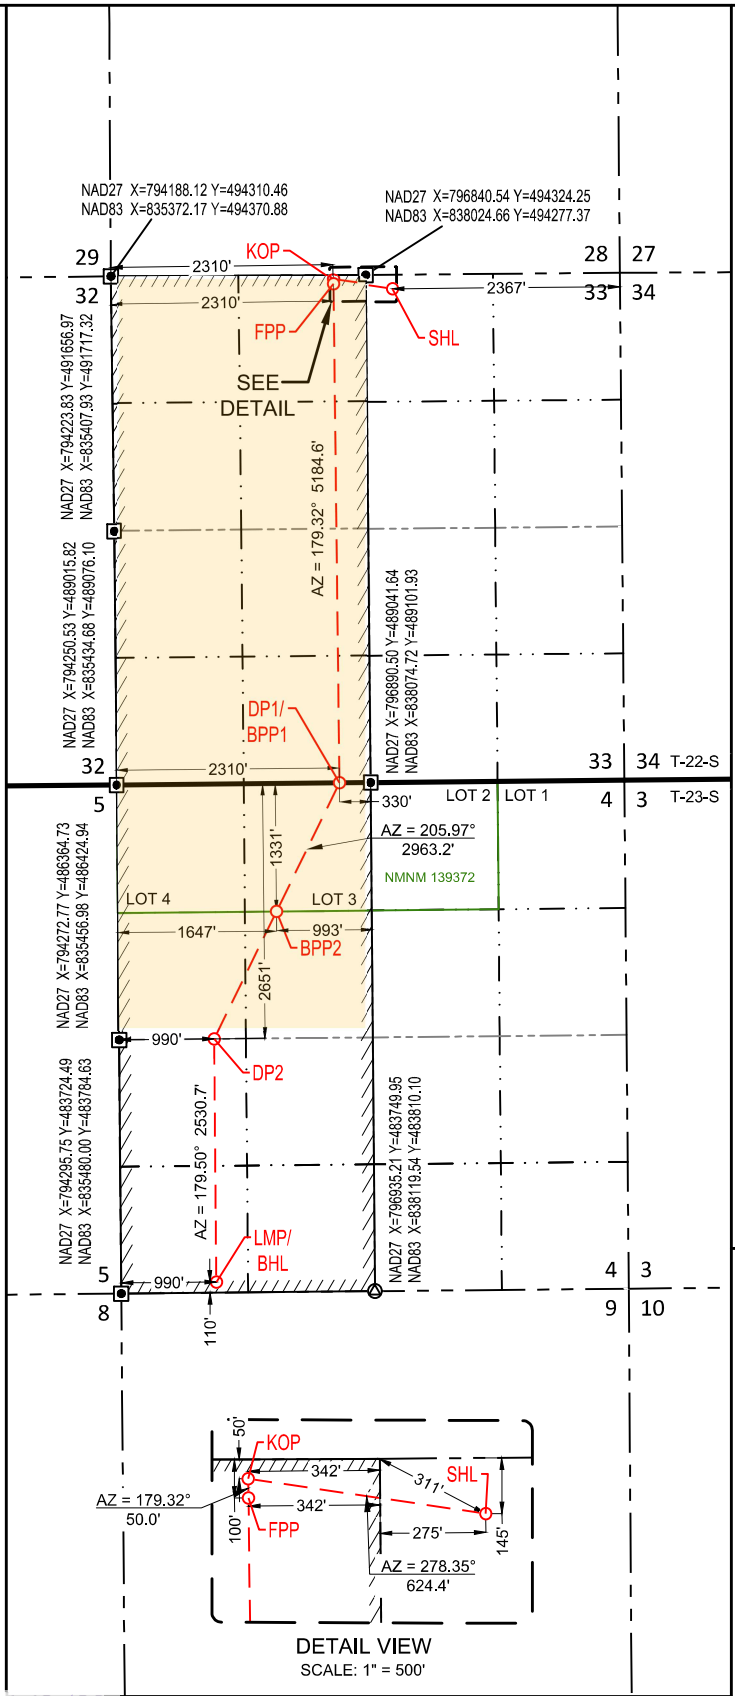 NAD27 X=794188.12 Y=494310.46
NAD83 X=835372.17 Y=494370.88
NAD27 X=796840.54 Y=494324.25
NAD83 X=838024.66 Y=494277.37
29
KOP
2310'
28 27
32
2310'
2367'
33 34
FPP
SHL
SEE
DETAIL
NAD27 X=794223.83 Y=491656.97
NAD83 X=835407.93 Y=491717.32
AZ = 179.32° 5184.6'
NAD27 X=794250.53 Y=489015.82
NAD83 X=835434.68 Y=489076.10
NAD27 X=796890.50 Y=489041.64
NAD83 X=838074.72 Y=489101.93
DP1/
BPP1
32
2310'
33 34 T-22-S
5
330'
LOT 2 LOT 1
4 3 T-23-S
1331'
AZ = 205.97°
2963.2'
NMNM 139372
NAD27 X=794272.77 Y=486364.73
NAD83 X=835456.98 Y=486424.94
LOT 4
LOT 3
1647'
993'
BPP2
2651'
990'
DP2
NAD27 X=794295.75 Y=483724.49
NAD83 X=835480.00 Y=483784.63
AZ = 179.50° 2530.7'
NAD27 X=796935.21 Y=483749.95
NAD83 X=838119.54 Y=483810.10
LMP/
BHL
5
990'
4 3
8
9 10
110'
50'
KOP
342'
311'
SHL
AZ = 179.32°
50.0'
100'
342'
FPP
275'
145'
AZ = 278.35°
624.4'
DETAIL VIEW
SCALE: 1" = 500'